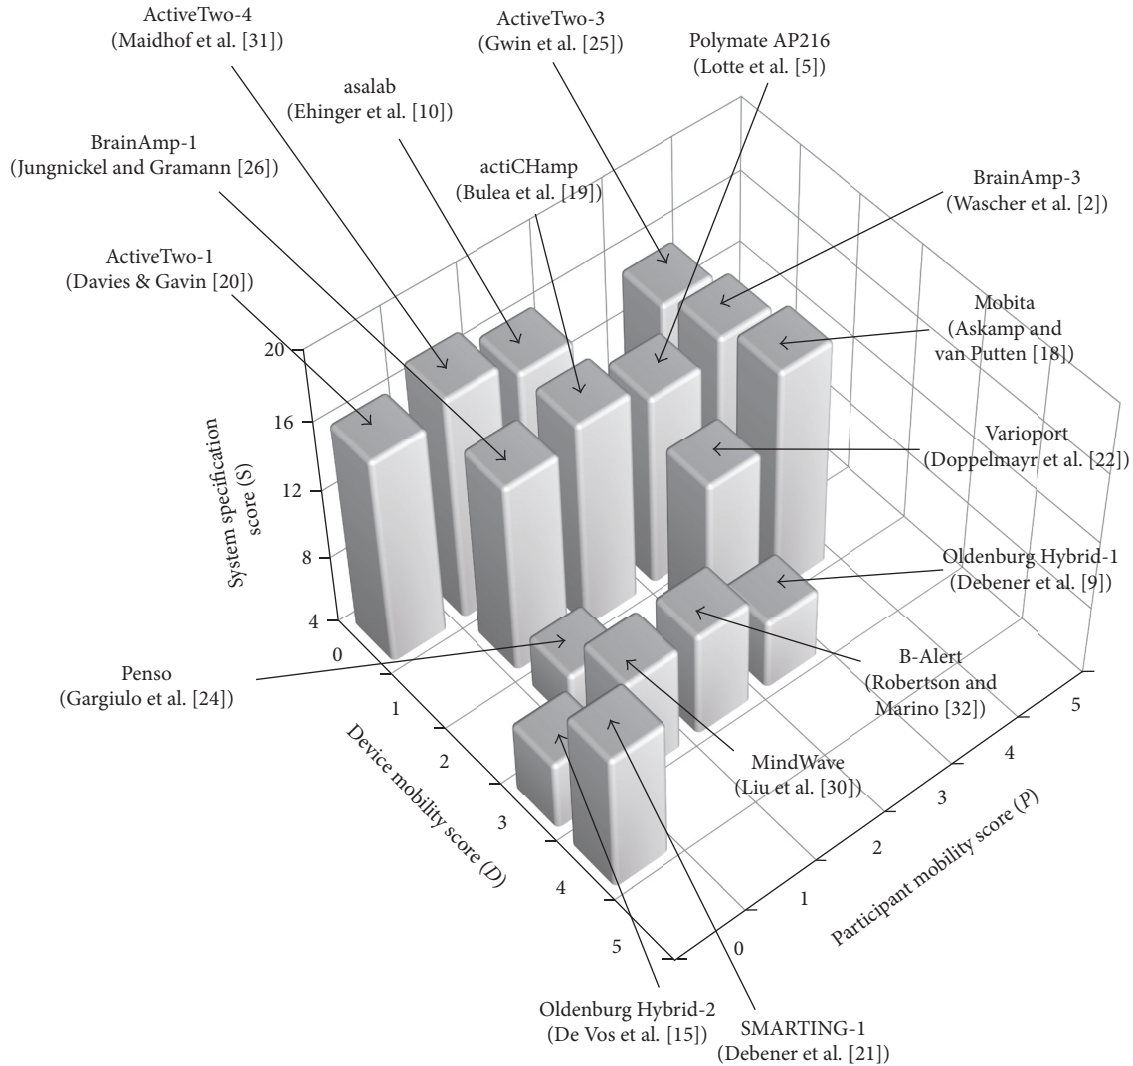 ActiveTwo-4
(Maidhof et al. [31])
ActiveTwo-3
(Gwin et al. [25])
Polymate AP216
(Lotte et al. [5])
asalab
(Ehinger et al. [10])
BrainAmp-1
(Jungnickel and Gramann [26])
actiCHamp
(Bulea et al. [19])
BrainAmp-3
(Wascher et al. [2])
ActiveTwo-1
(Davies & Gavin [20])
Mobita
(Askamp and
van Putten [18])
Varioport
(Doppelmayr et al. [22])
Oldenburg Hybrid-1
(Debener et al. [9])
B-Alert
(Robertson and
Marino [32])
Penso
(Gargiulo et al. [24])
MindWave
(Liu et al. [30])
Oldenburg Hybrid-2
(De Vos et al. [15])
SMARTING-1
(Debener et al. [21])
System specification
score (S)
20
16
12
8
4
Device mobility score (D)
0
1
2
3
4
5
Participant mobility score (P)
0
1
2
3
4
5